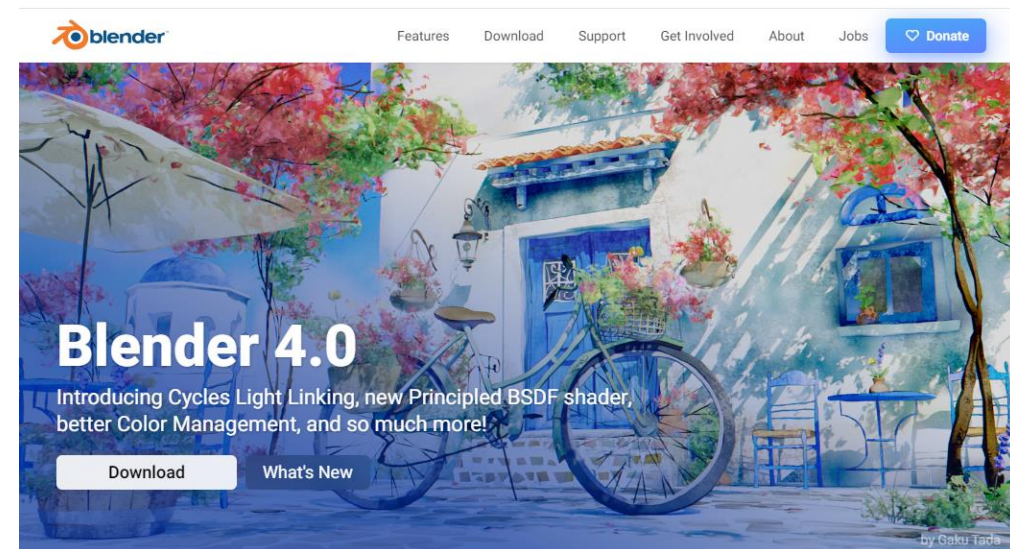 blender
Features Download Support Get Involved About Jobs Donate
Blender 4.0
Introducing Cycles Light Linking, new Principled BSDF shader,
better Color Management, and so much more!
Download What's New
by Gaku Tada